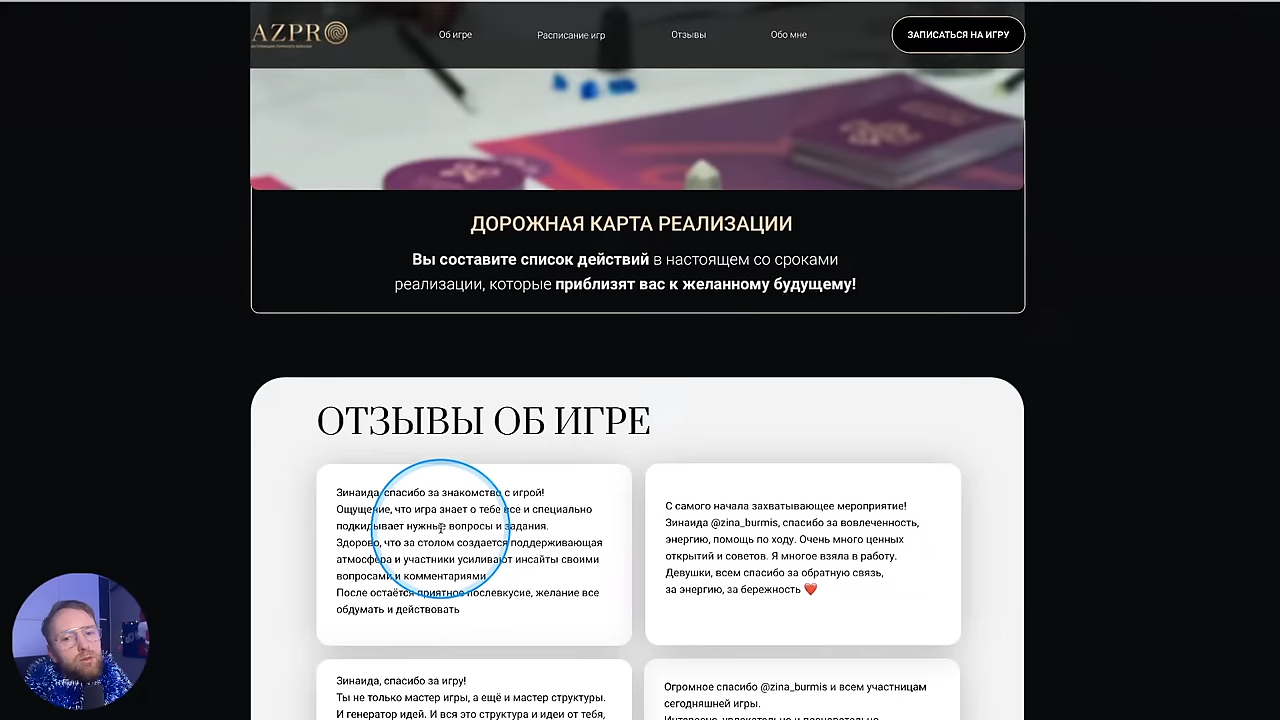 AZPRO
Об игре
Расписание игр
Отзывы
Обо мне
ЗАПИСАТЬСЯ НА ИГРУ
ДОРОЖНАЯ КАРТА РЕАЛИЗАЦИИ
Вы составите список действий в настоящем со сроками
реализации, которые приблизят вас к желанному будущему!
ОТЗЫВЫ ОБ ИГРЕ
Зинаида, спасибо за знакомство с игрой!
Ощущение, что игра знает о тебе все и специально
подкидывает нужные вопросы и задания.
Здорово, что за столом создается поддерживающая
атмосфера и участники усиливают инсайты своими
вопросами и комментариями.
После остаётся приятное послевкусие, желание все
обдумать и действовать
С самого начала захватывающее мероприятие!
Зинаида @zina_burmis, спасибо за вовлеченность,
энергию, помощь по ходу. Очень много ценных
открытий и советов. Я многое взяла в работу.
Девушки, всем спасибо за обратную связь,
за энергию, за бережность ❤️
Зинаида, спасибо за игру!
Ты не только мастер игры, а ещё и мастер структуры.
И генератор идей. И вся это структура и идеи от тебя,
Огромное спасибо @zina_burmis и всем участницам
сегодняшней игры.
Интересно, увлекательно и познавательно